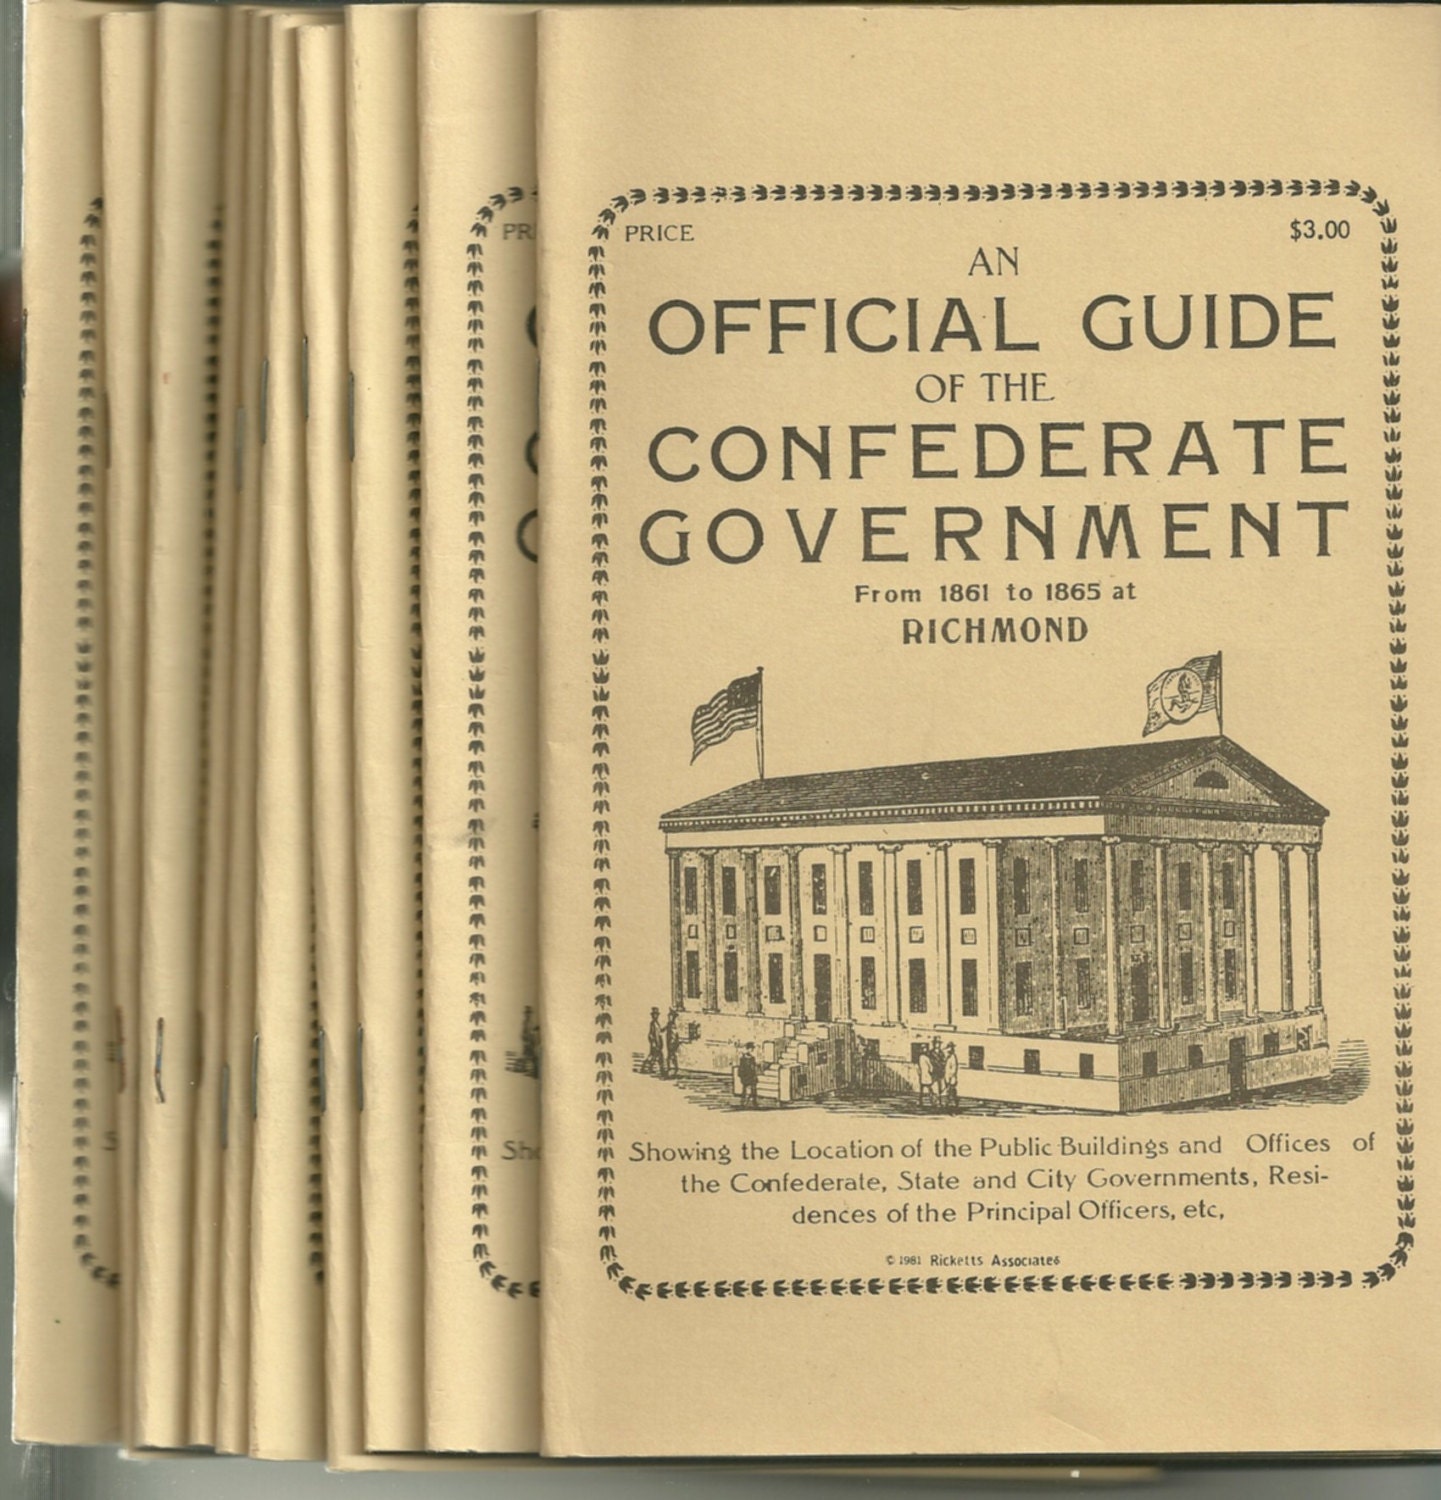 PRICE $3.00
AN
OFFICIAL GUIDE
OF THE
CONFEDERATE
GOVERNMENT
From 1861 to 1865 at
RICHMOND
Showing the Location of the Public Buildings and Offices of
the Confederate, State and City Governments, Resi-
dences of the Principal Officers, etc,
© 1981 Ricketts Associates
PR
Sho
S